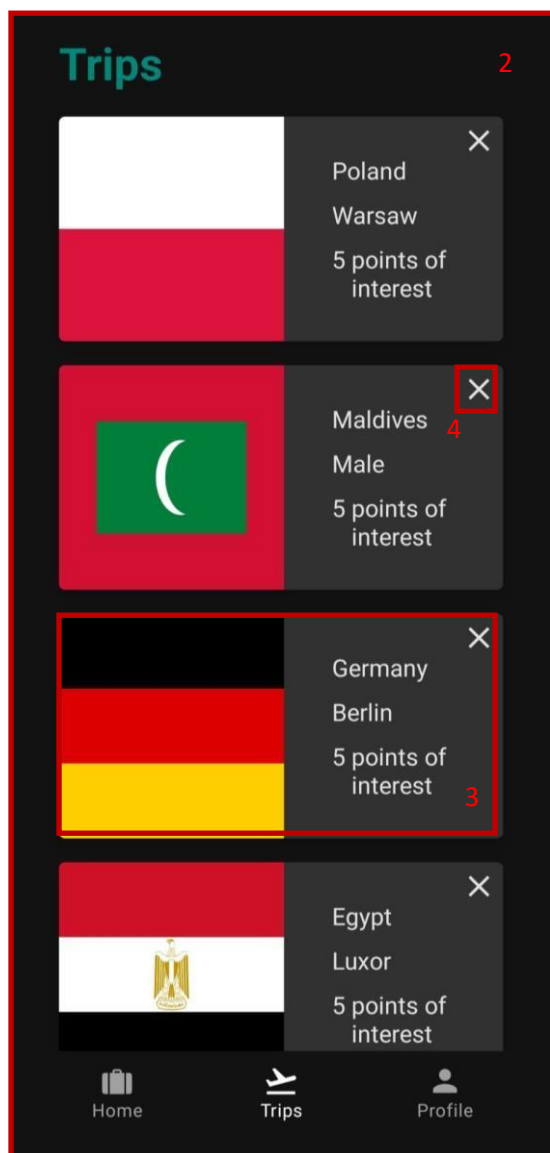 Trips
2
Poland
Warsaw
5 points of
interest
Maldives
4
Male
5 points of
interest
Germany
Berlin
5 points of
interest
3
Egypt
Luxor
5 points of
interest
Home
Trips
Profile